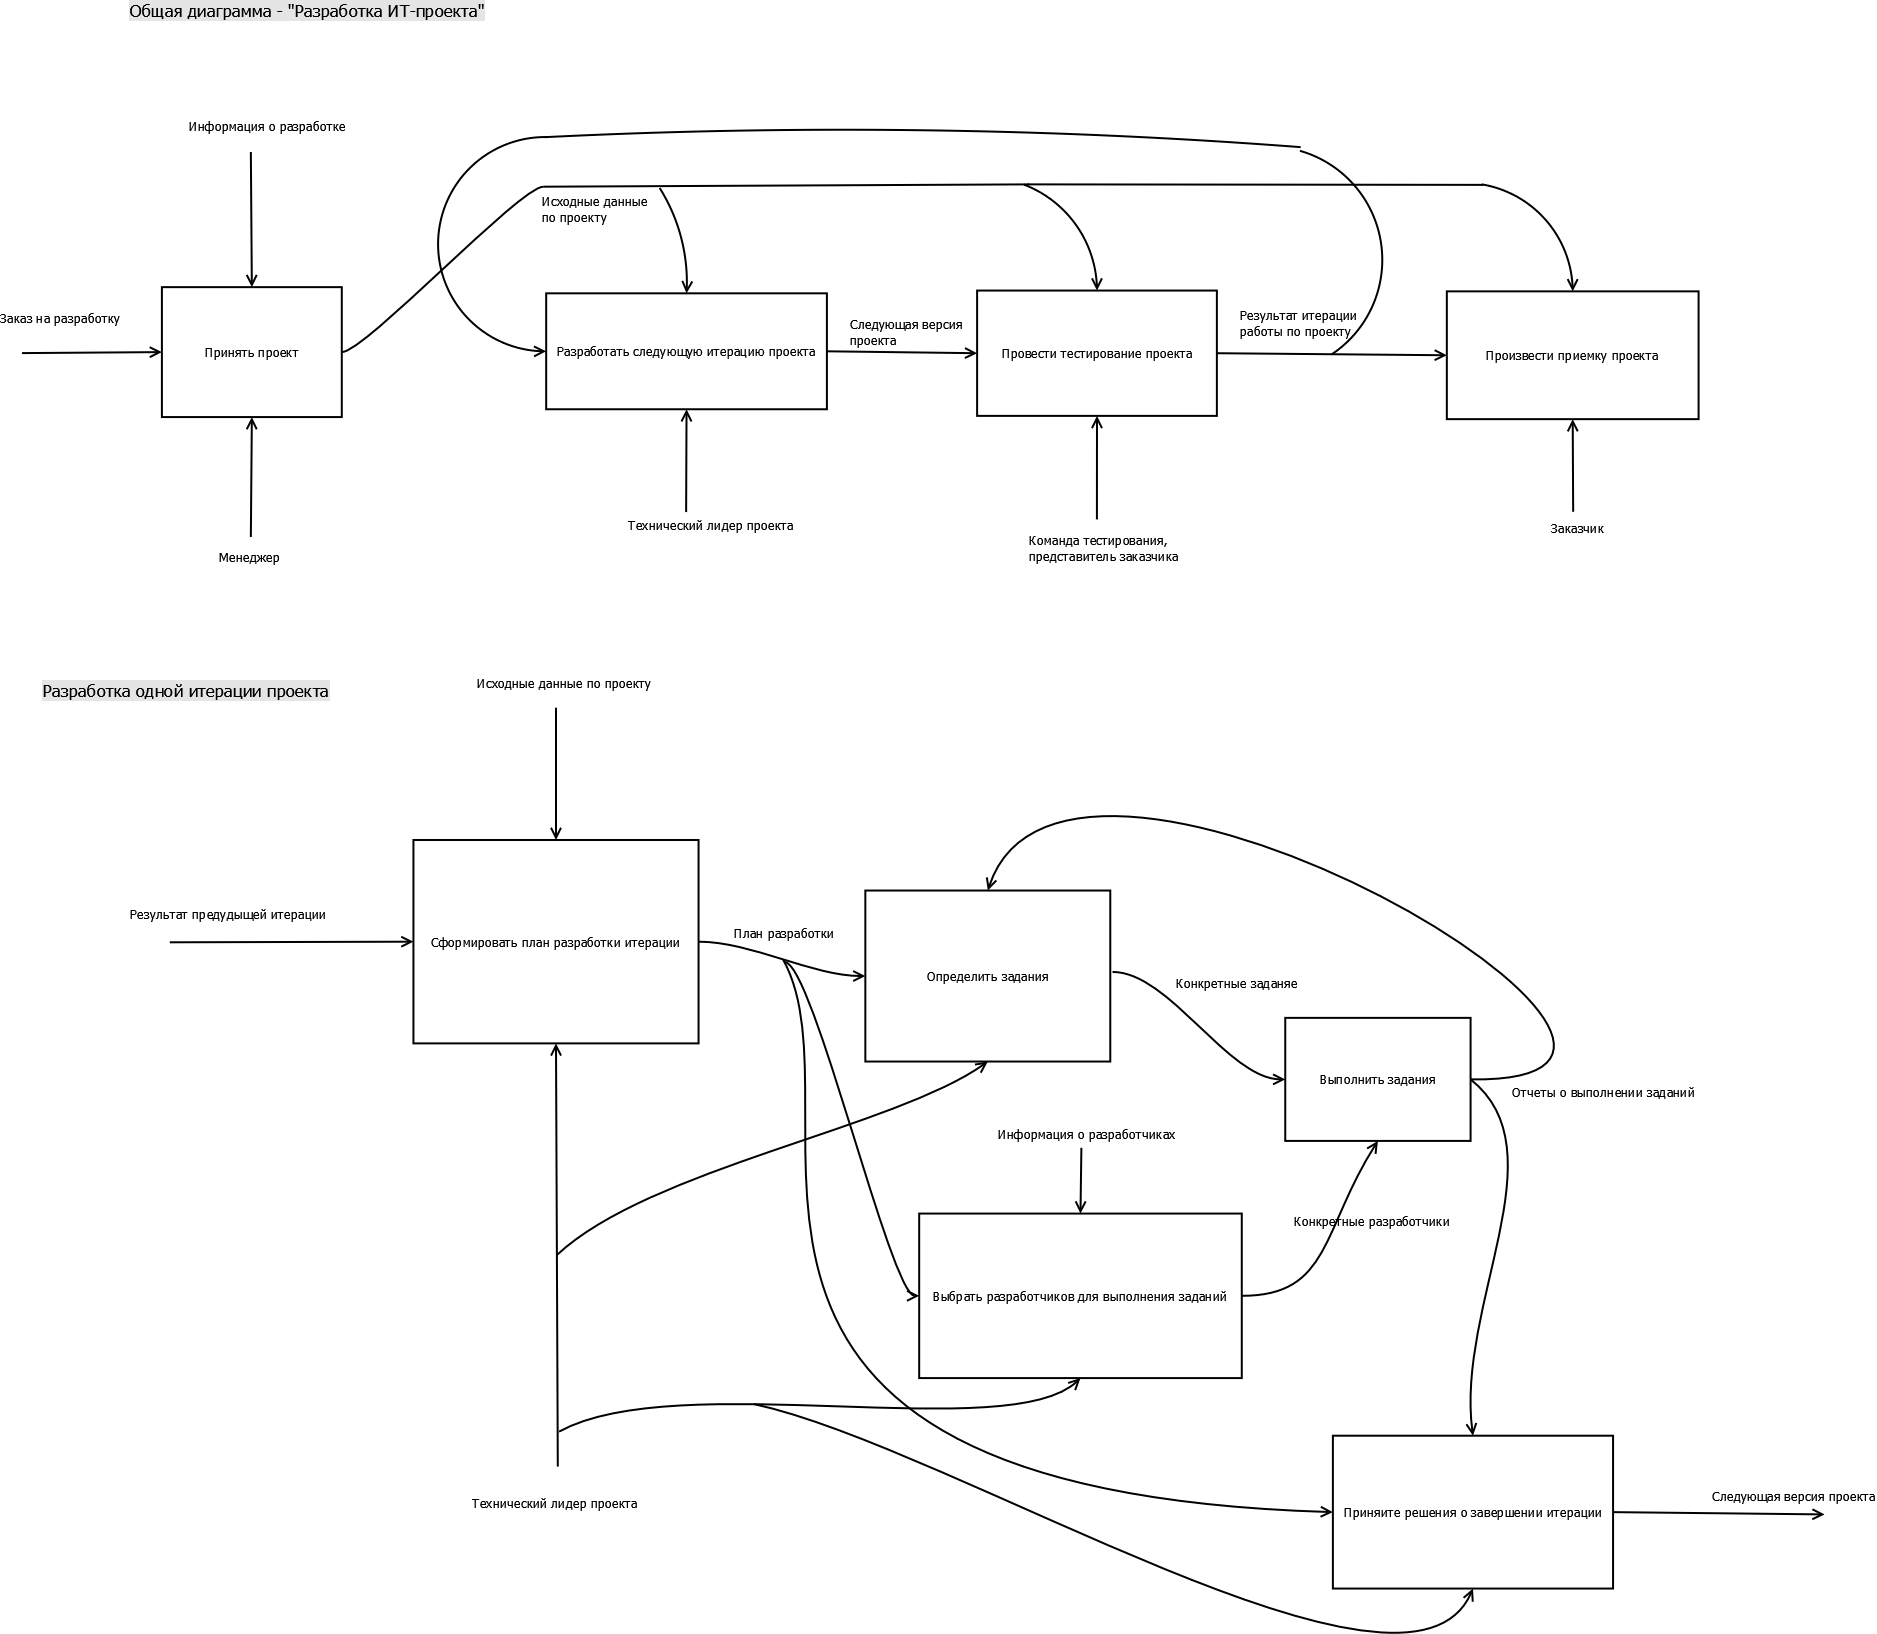 Общая диаграмма - "Разработка ИТ-проекта"
Информация о разработке
Исходные данные
по проекту
Заказ на разработку
Принять проект
Разработать следующую итерацию проекта
Следующая версия
проекта
Провести тестирование проекта
Результат итерации
работы по проекту
Произвести приемку проекта
Менеджер
Технический лидер проекта
Команда тестирования,
представитель заказчика
Заказчик
Разработка одной итерации проекта
Исходные данные по проекту
Результат предудыщей итерации
Сформировать план разработки итерации
План разработки
Определить задания
Конкретные заданяе
Выполнить задания
Отчеты о выполнении заданий
Информация о разработчиках
Конкретные разработчики
Выбрать разработчиков для выполнения заданий
Технический лидер проекта
Приняите решения о завершении итерации
Следующая версия проекта